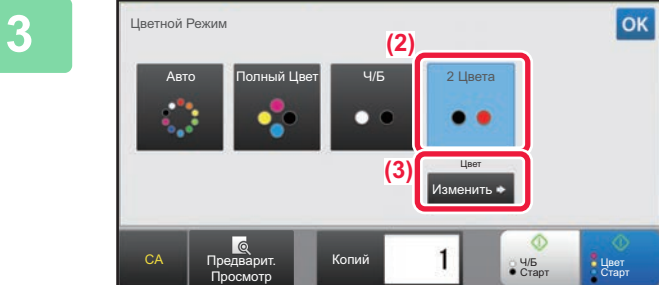 3
Цветной Режим
OK
(2)
Авто
Полный Цвет
Ч/Б
2 Цвета
(3)
Цвет
Изменить
CA
Предварит.
Просмотр
Копий
1
Ч/Б
Старт
Цвет
Старт